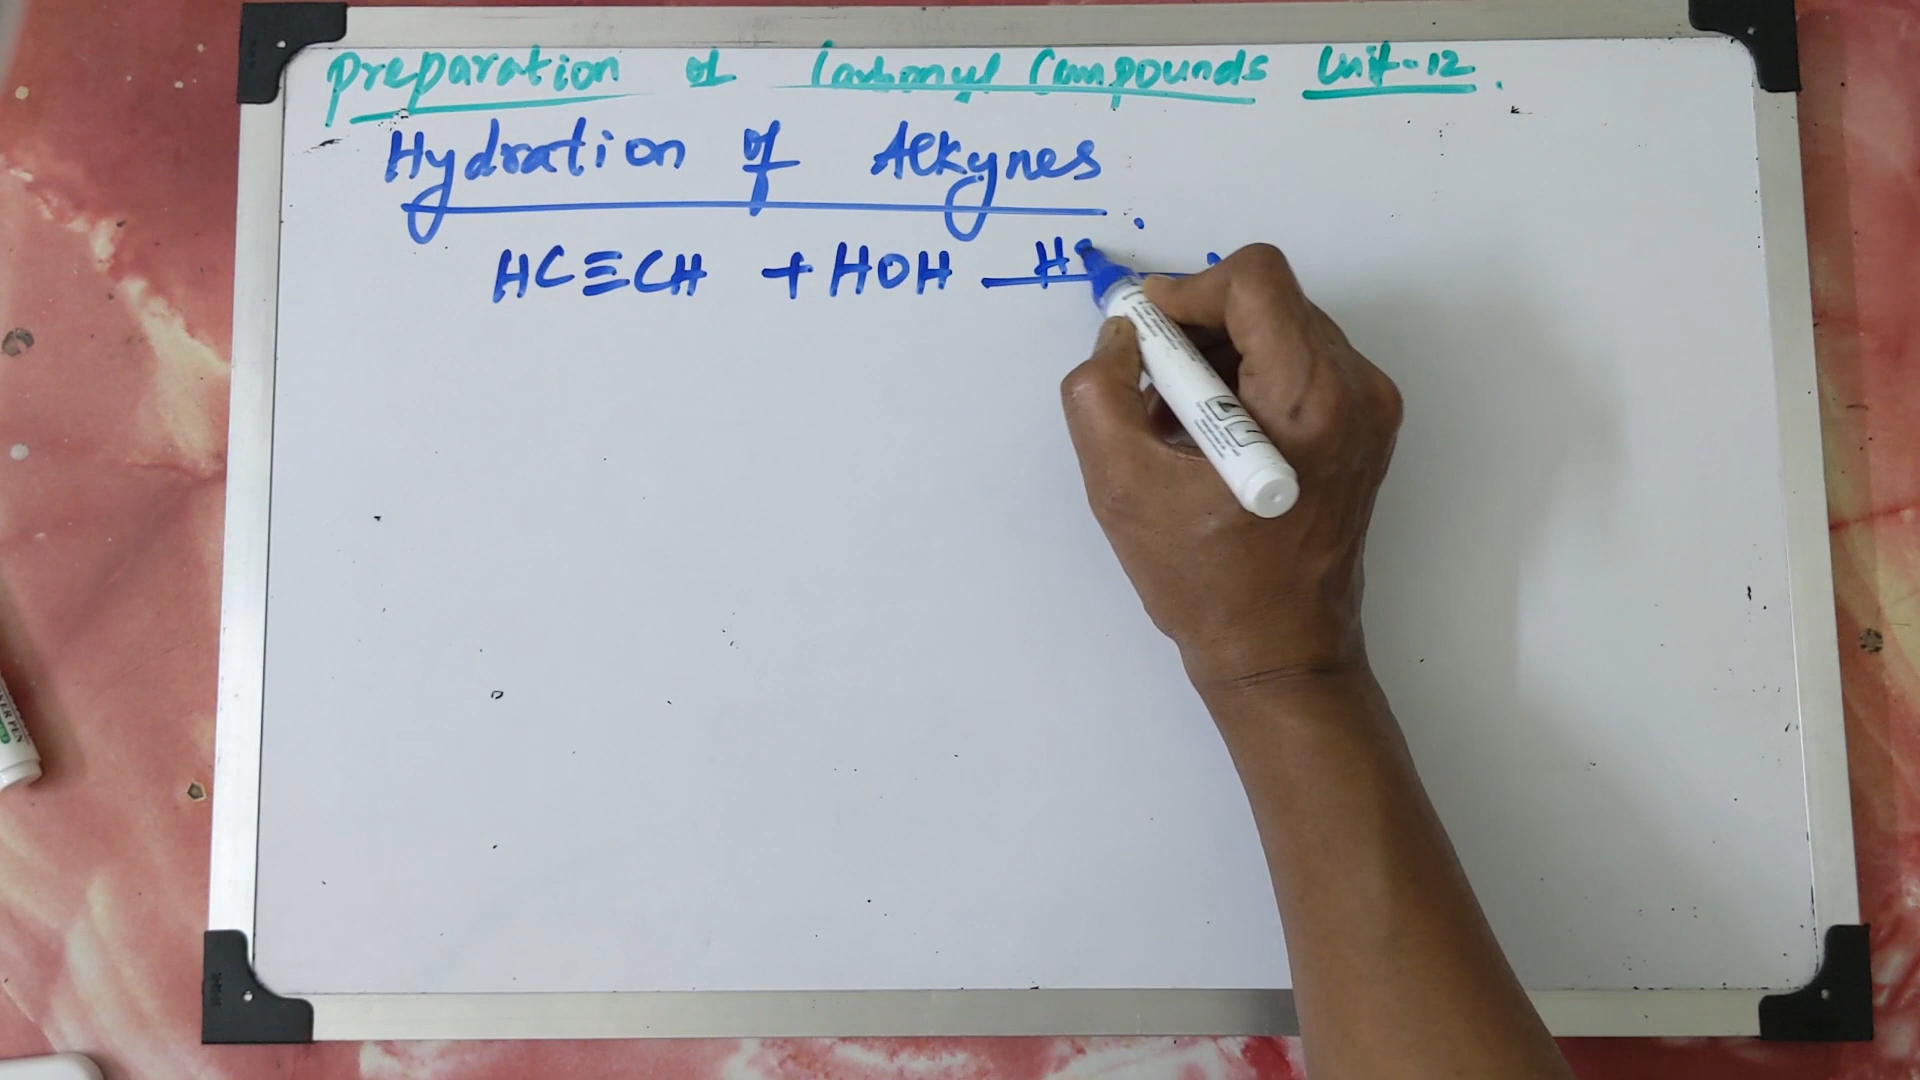 Preparation of Carbonyl Compounds Unit-12.
Hydration of Alkynes.
HC≡CH + HOH H